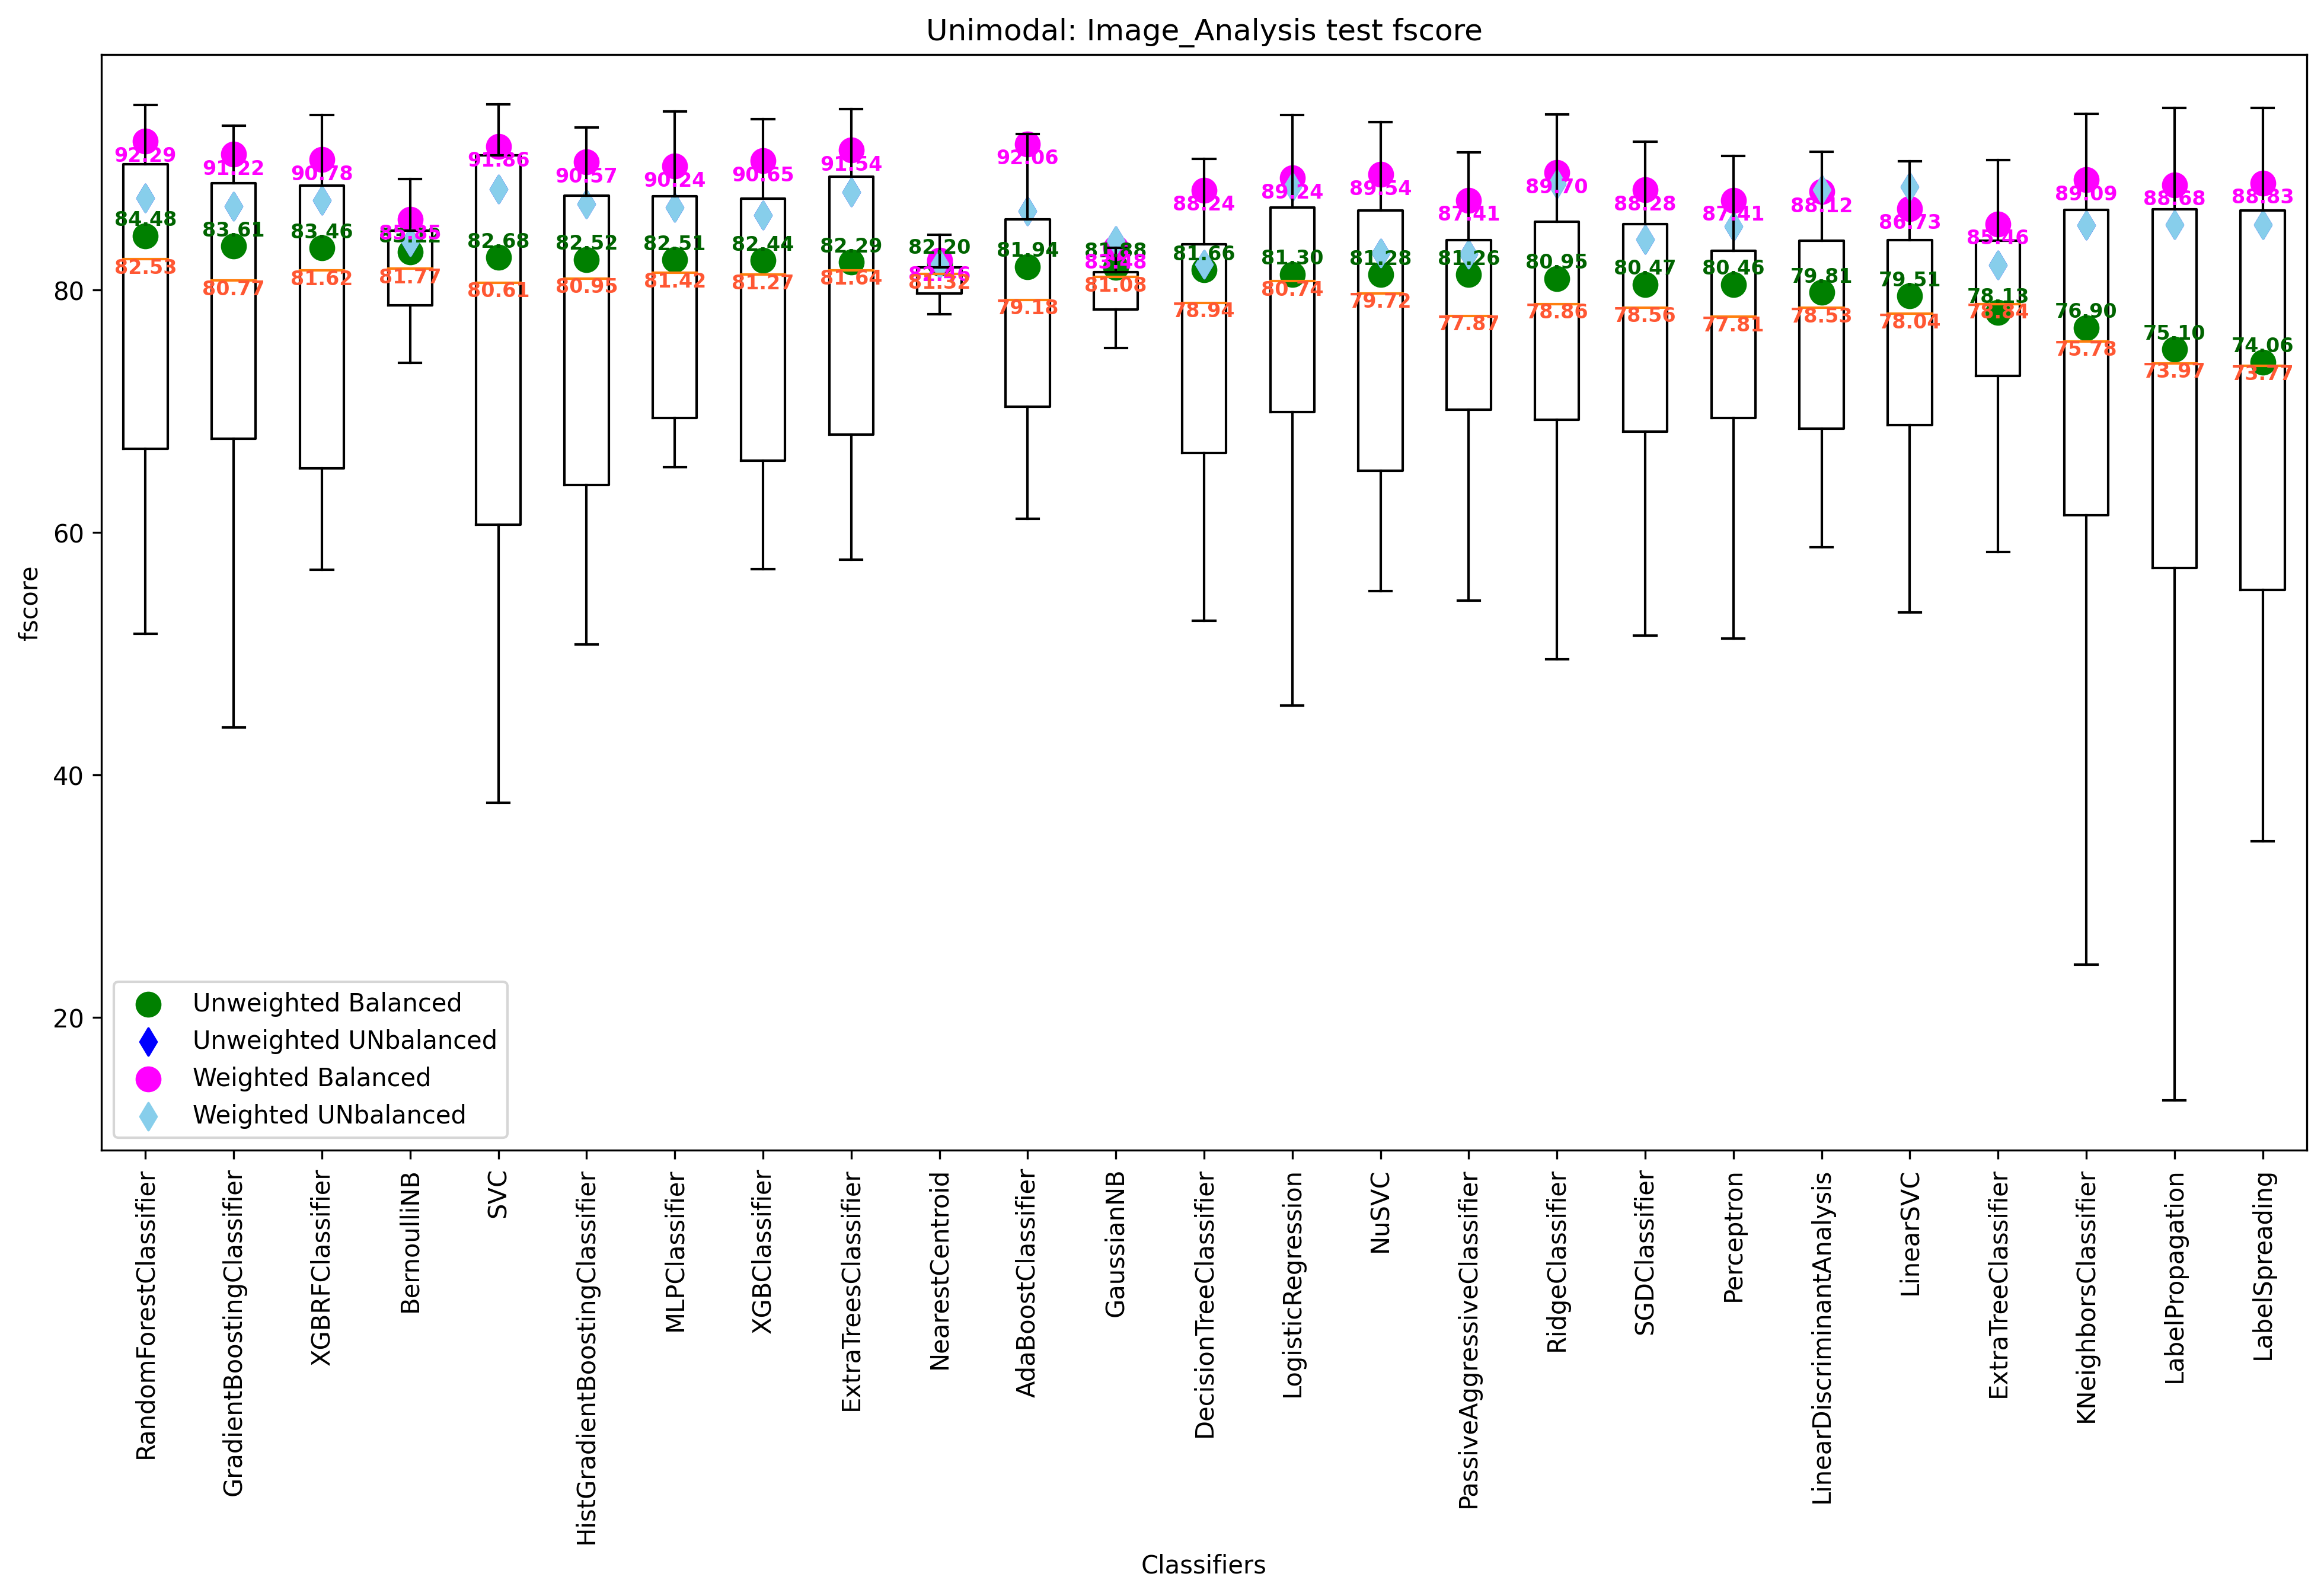 Unimodal: Image_Analysis test fscore
fscore
80
60
40
20
92.29 91.22 90.78 91.86 90.57 90.24 90.65 91.54 92.06 88.24 89.24 89.54 87.41 89.70 88.28 87.41 88.12 86.73 85.46 89.09 88.68 88.83
84.48 83.61 83.46 82.68 82.52 82.51 82.44 82.29 82.20 81.94 81.88 81.66 81.30 81.28 81.26 80.95 80.47 80.46 79.81 79.51 78.13 76.90 75.10 74.06
82.53 80.77 81.62 81.77 80.61 80.95 81.42 81.27 81.64 81.32 79.18 81.08 78.94 80.74 79.72 77.87 78.86 78.56 77.81 78.53 78.04 78.84 75.78 73.97 73.77
Unweighted Balanced
Unweighted UNbalanced
Weighted Balanced
Weighted UNbalanced
RandomForestClassifier
GradientBoostingClassifier
XGBRFClassifier
BernoulliNB
SVC
HistGradientBoostingClassifier
MLPClassifier
XGBClassifier
ExtraTreesClassifier
NearestCentroid
AdaBoostClassifier
GaussianNB
DecisionTreeClassifier
LogisticRegression
NuSVC
PassiveAggressiveClassifier
RidgeClassifier
SGDClassifier
Perceptron
LinearDiscriminantAnalysis
LinearSVC
ExtraTreeClassifier
KNeighborsClassifier
LabelPropagation
LabelSpreading
Classifiers